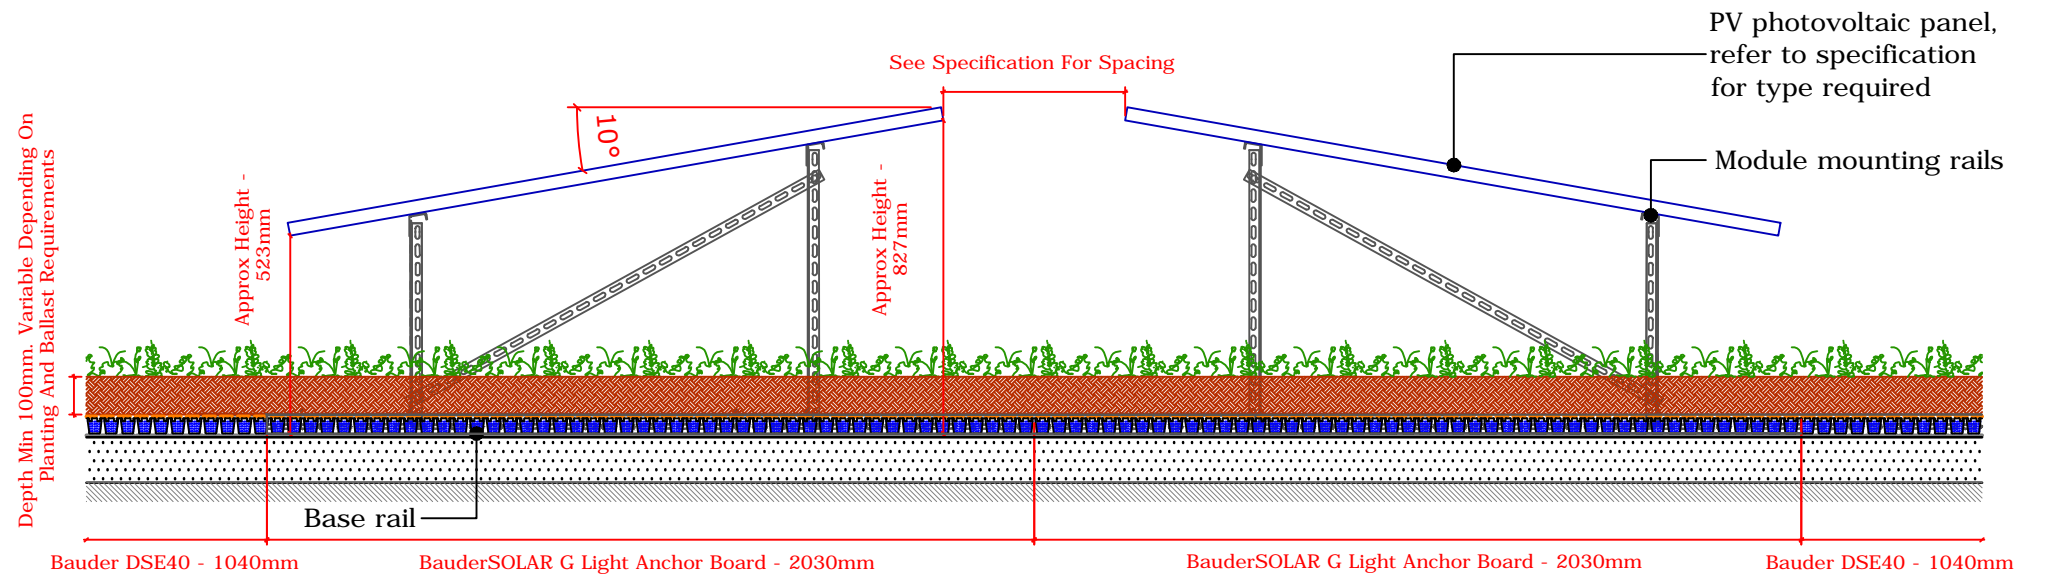 PV photovoltaic panel,
refer to specification
for type required
See Specification For Spacing
Module mounting rails
10°
Approx Height -
523mm
Approx Height -
827mm
Depth Min 100mm. Variable Depending On
Planting And Ballast Requirements
Base rail
Bauder DSE40 - 1040mm
BauderSOLAR G Light Anchor Board - 2030mm
BauderSOLAR G Light Anchor Board - 2030mm
Bauder DSE40 - 1040mm